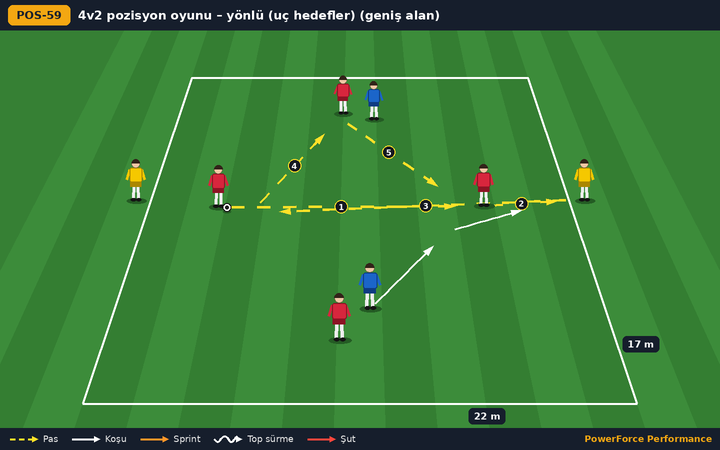 POS-59 4v2 pozisyon oyunu – yönlü (uç hedefler) (geniş alan)
4
5
1
3
2
17 m
22 m
Pas Koşu Sprint Top sürme Şut PowerForce Performance